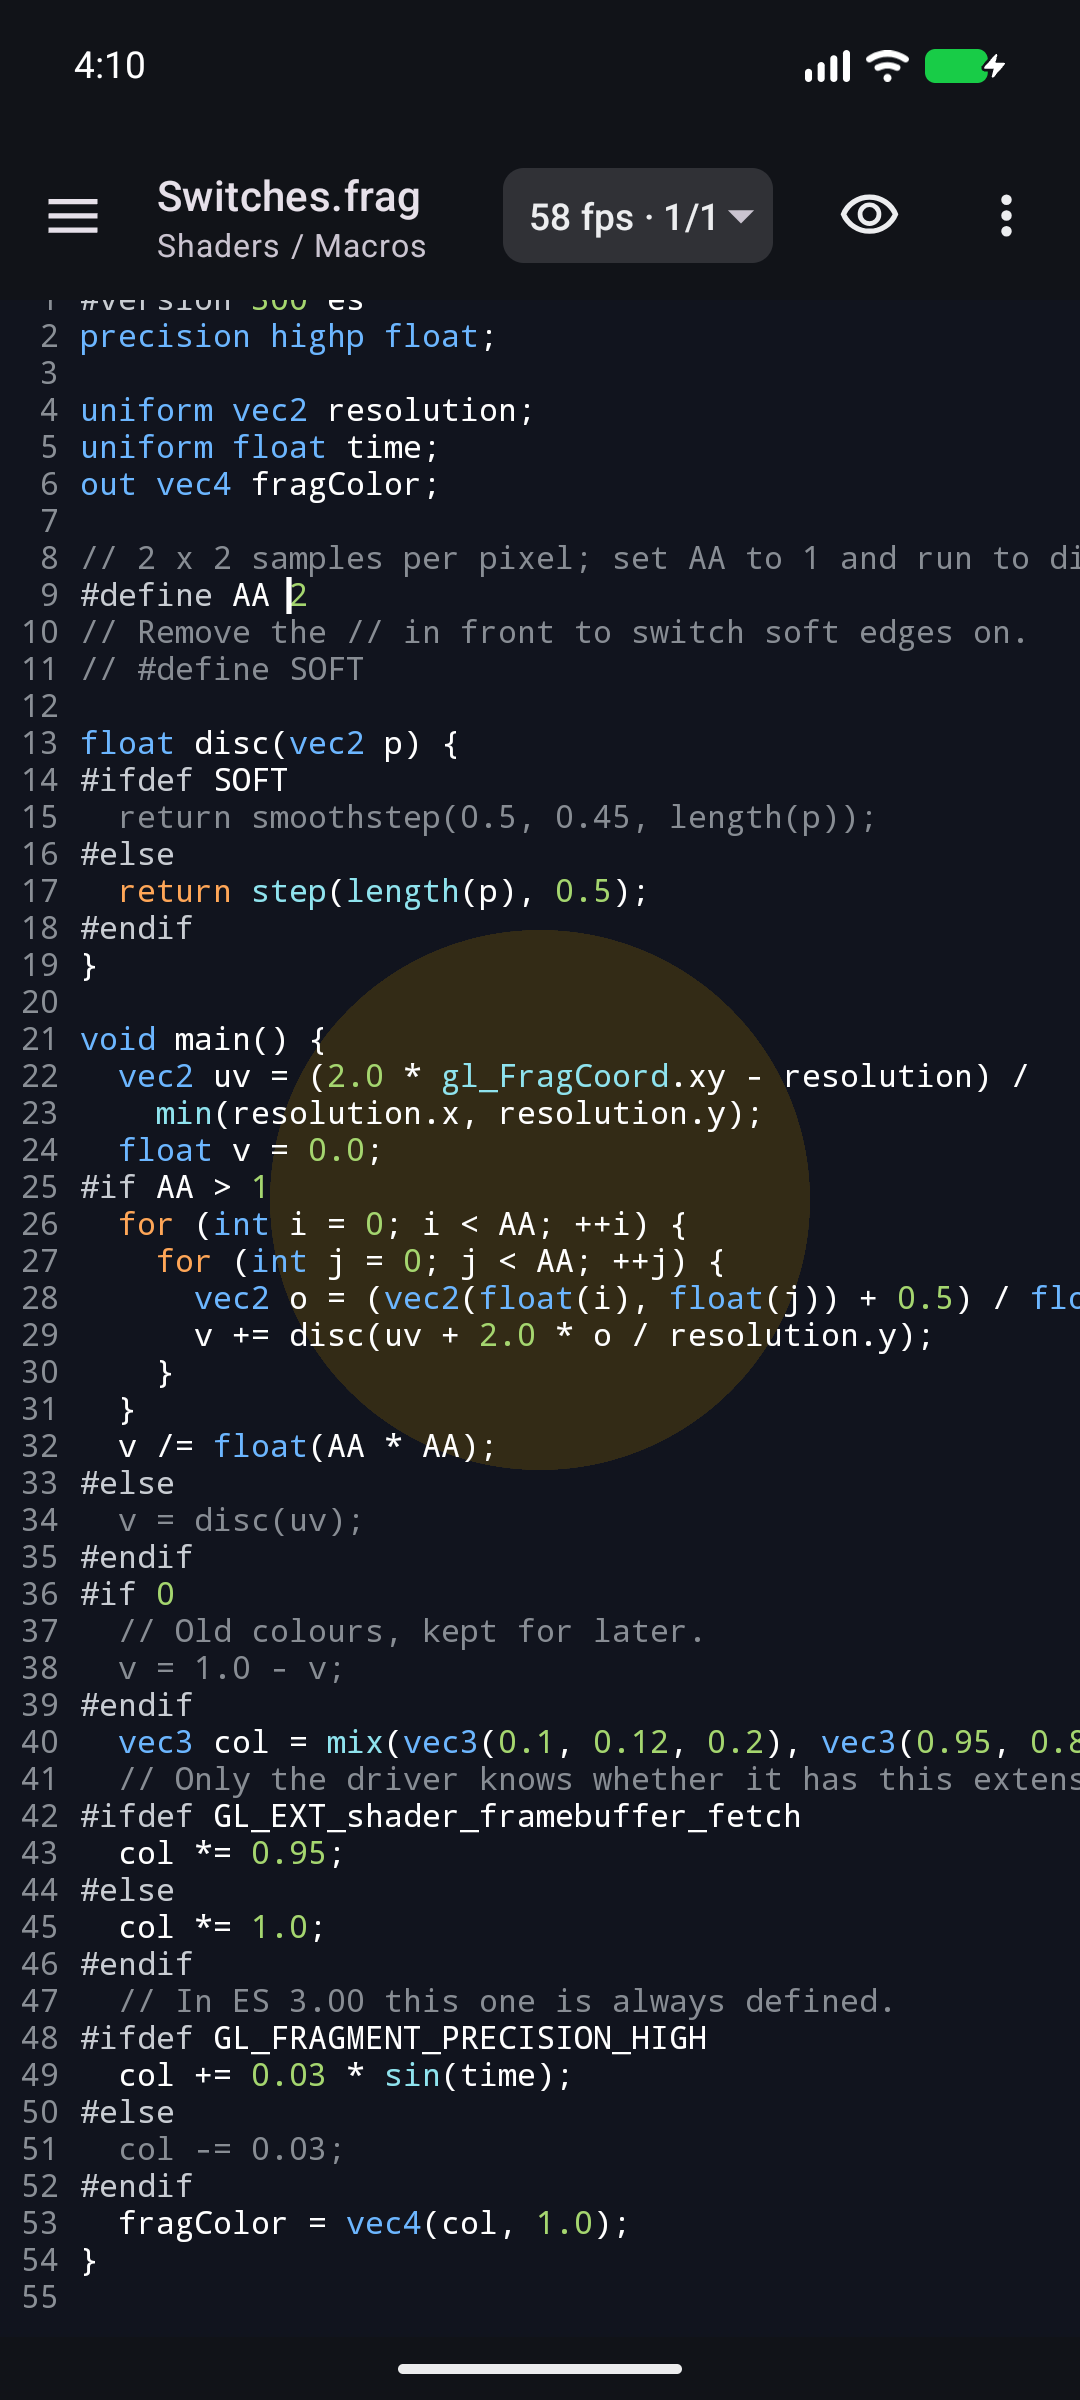 4:10
Switches.frag
Shaders / Macros
58 fps · 1/1
1 #version 300 es
2 precision highp float;
3
4 uniform vec2 resolution;
5 uniform float time;
6 out vec4 fragColor;
7
8 // 2 x 2 samples per pixel; set AA to 1 and run to di
9 #define AA 2
10 // Remove the // in front to switch soft edges on.
11 // #define SOFT
12
13 float disc(vec2 p) {
14 #ifdef SOFT
15   return smoothstep(0.5, 0.45, length(p));
16 #else
17   return step(length(p), 0.5);
18 #endif
19 }
20
21 void main() {
22   vec2 uv = (2.0 * gl_FragCoord.xy - resolution) /
23     min(resolution.x, resolution.y);
24   float v = 0.0;
25 #if AA > 1
26   for (int i = 0; i < AA; ++i) {
27     for (int j = 0; j < AA; ++j) {
28       vec2 o = (vec2(float(i), float(j)) + 0.5) / flo
29       v += disc(uv + 2.0 * o / resolution.y);
30     }
31   }
32   v /= float(AA * AA);
33 #else
34   v = disc(uv);
35 #endif
36 #if 0
37   // Old colours, kept for later.
38   v = 1.0 - v;
39 #endif
40   vec3 col = mix(vec3(0.1, 0.12, 0.2), vec3(0.95, 0.8
41   // Only the driver knows whether it has this extens
42 #ifdef GL_EXT_shader_framebuffer_fetch
43   col *= 0.95;
44 #else
45   col *= 1.0;
46 #endif
47   // In ES 3.00 this one is always defined.
48 #ifdef GL_FRAGMENT_PRECISION_HIGH
49   col += 0.03 * sin(time);
50 #else
51   col -= 0.03;
52 #endif
53   fragColor = vec4(col, 1.0);
54 }
55